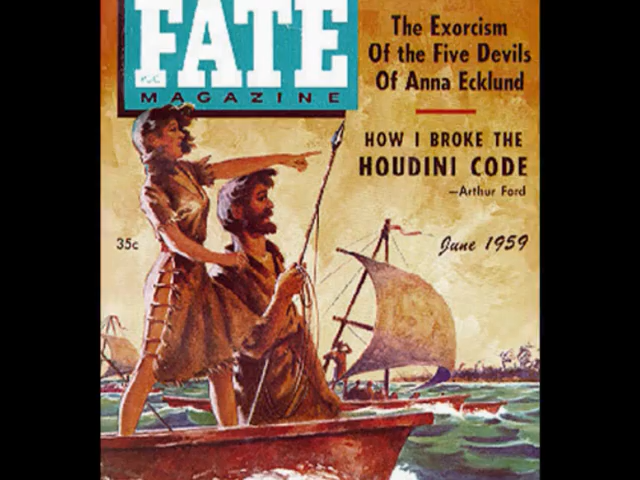 FATE
MAGAZINE
The Exorcism
Of the Five Devils
Of Anna Ecklund
HOW I BROKE THE
HOUDINI CODE
—Arthur Ford
35c
June 1959